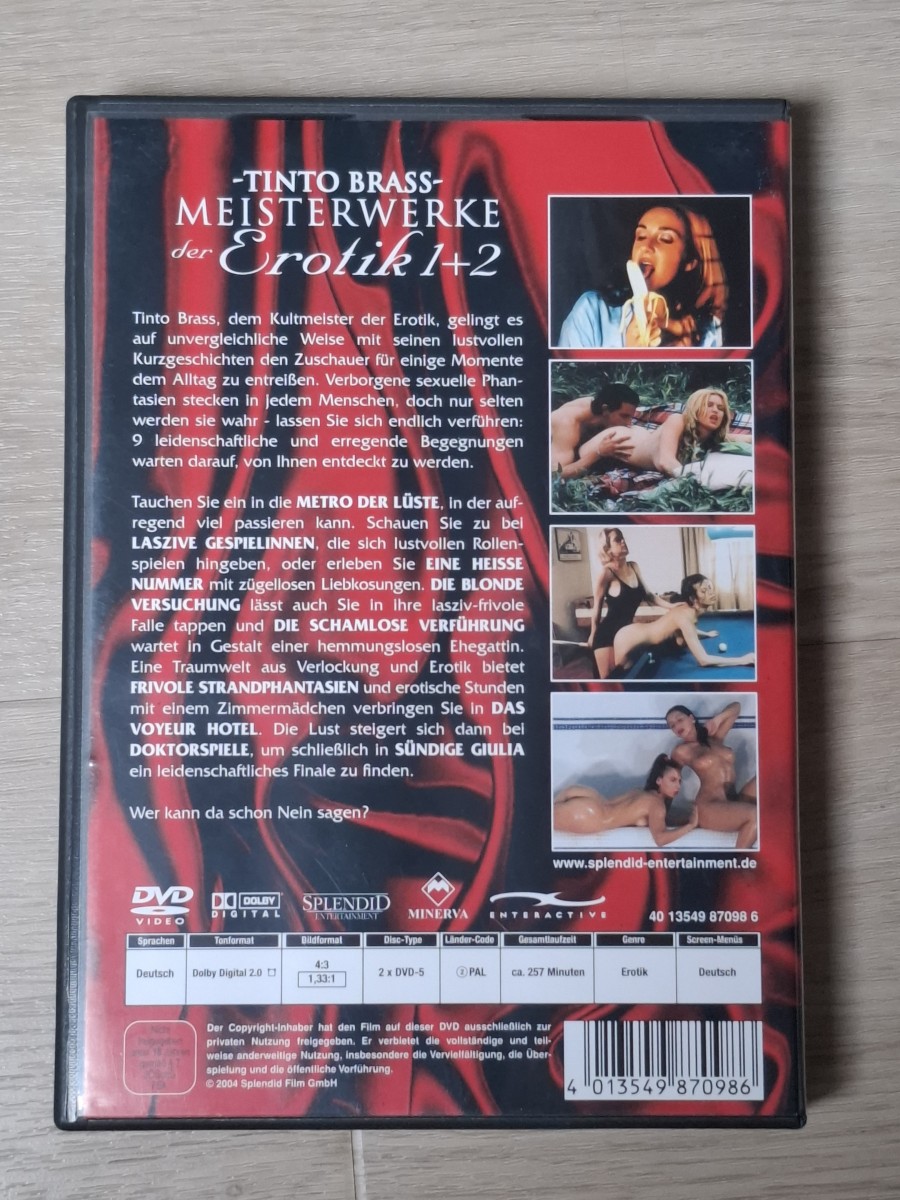 -TINTO BRASS-
MEISTERWERKE
der Erotik 1+2
Tinto Brass, dem Kultmeister der Erotik, gelingt es
auf unvergleichliche Weise mit seinen lustvollen
Kurzgeschichten den Zuschauer für einige Momente
dem Alltag zu entreißen. Verborgene sexuelle Phan-
tasien stecken in jedem Menschen, doch nur selten
werden sie wahr - lassen Sie sich endlich verführen:
9 leidenschaftliche und erregende Begegnungen
warten darauf, von Ihnen entdeckt zu werden.
Tauchen Sie ein in die METRO DER LÜSTE, in der auf-
regend viel passieren kann. Schauen Sie zu bei
LASZIVE GESPIELINNEN, die sich lustvollen Rollen-
spielen hingeben, oder erleben Sie EINE HEISSE
NUMMER mit zügellosen Liebkosungen. DIE BLONDE
VERSUCHUNG lässt auch Sie in ihre lasziv-frivole
Falle tappen und DIE SCHAMLOSE VERFÜHRUNG
wartet in Gestalt einer hemmungslosen Ehegattin.
Eine Traumwelt aus Verlockung und Erotik bietet
FRIVOLE STRANDPHANTASIEN und erotische Stunden
mit einem Zimmermädchen verbringen Sie in DAS
VOYEUR HOTEL. Die Lust steigert sich dann bei
DOKTORSPIELE, um schließlich in SÜNDIGE GIULIA
ein leidenschaftliches Finale zu finden.
Wer kann da schon Nein sagen?
www.splendid-entertainment.de
DVD VIDEO
DOLBY DIGITAL
SPLENDID ENTERTAINMENT
MINERVA
ENTERACTIVE
40 13549 87098 6
Sprachen Tonformat Bildformat Disc-Type Länder-Code Gesamtlaufzeit Genre Screen-Menüs
Deutsch Dolby Digital 2.0 4:3 1,33:1 2 x DVD-5 2 PAL ca. 257 Minuten Erotik Deutsch
Der Copyright-Inhaber hat den Film auf dieser DVD ausschließlich zur
privaten Nutzung freigegeben. Er verbietet die vollständige und teil-
weise anderweitige Nutzung, insbesondere die Vervielfältigung, die Über-
spielung und die öffentliche Vorführung.
© 2004 Splendid Film GmbH
4 013549 870986